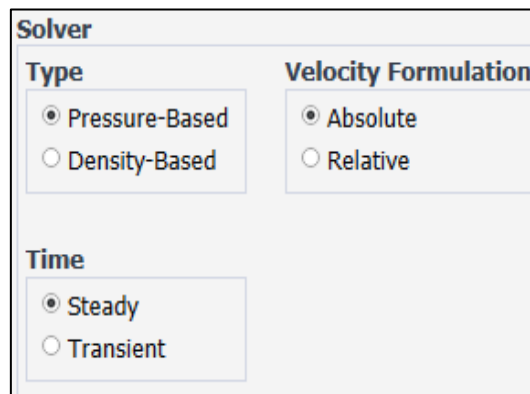 Solver
Type
Velocity Formulation
Pressure-Based
Absolute
Density-Based
Relative
Time
Steady
Transient